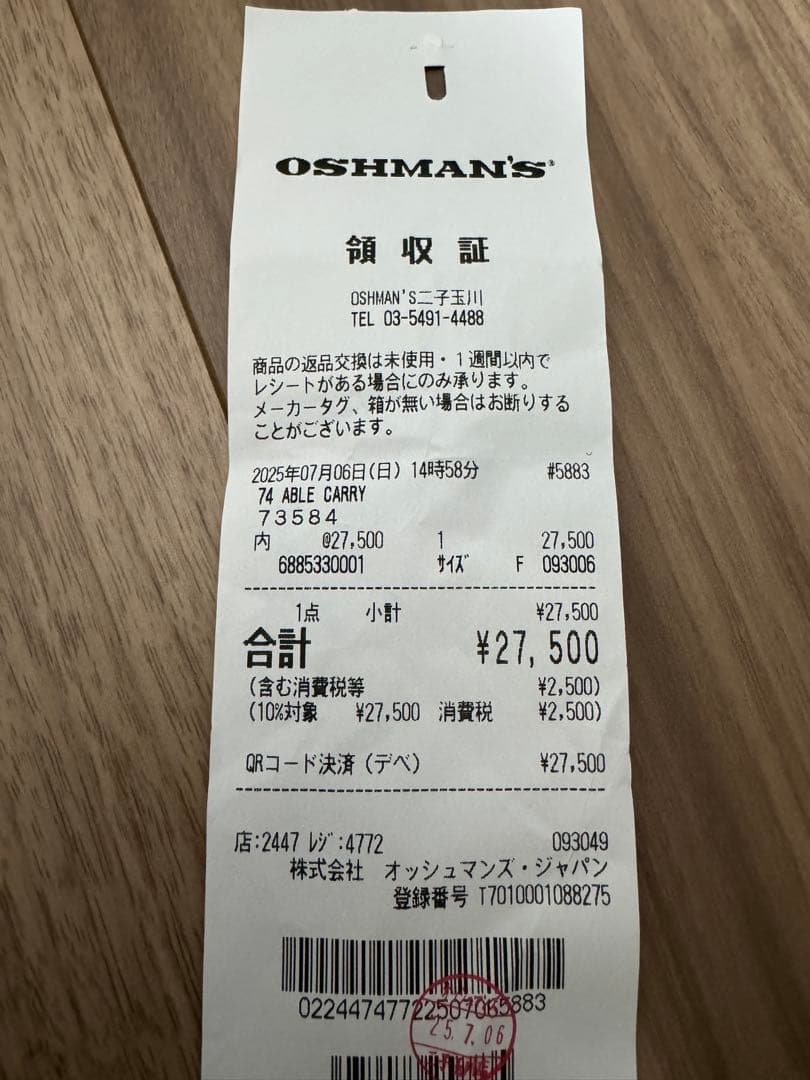 OSHMAN'S®
領収証
OSHMAN'S二子玉川
TEL 03-5491-4488
商品の返品交換は未使用・1週間以内で
レシートがある場合にのみ承ります。
メーカータグ、箱が無い場合はお断りする
ことがございます。
2025年07月06日(日) 14時58分 #5883
74 ABLE CARRY
73584
内 @27,500 1 27,500
6885330001 ｻｲｽﾞ F 093006
1点 小計 ¥27,500
合計 ¥27,500
(含む消費税等 ¥2,500)
(10%対象 ¥27,500 消費税 ¥2,500)
QRコード決済(デベ) ¥27,500
店:2447 ﾚｼﾞ:4772 093049
株式会社 オッシュマンズ・ジャパン
登録番号 T7010001088275
02244747722507065883
25.7.06